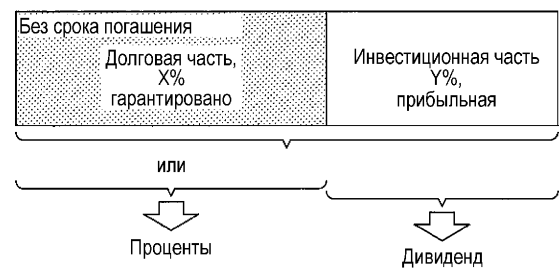 Без срока погашения
Долговая часть,
X%
гарантировано
Инвестиционная часть
Y%,
прибыльная
или
Проценты
Дивиденд